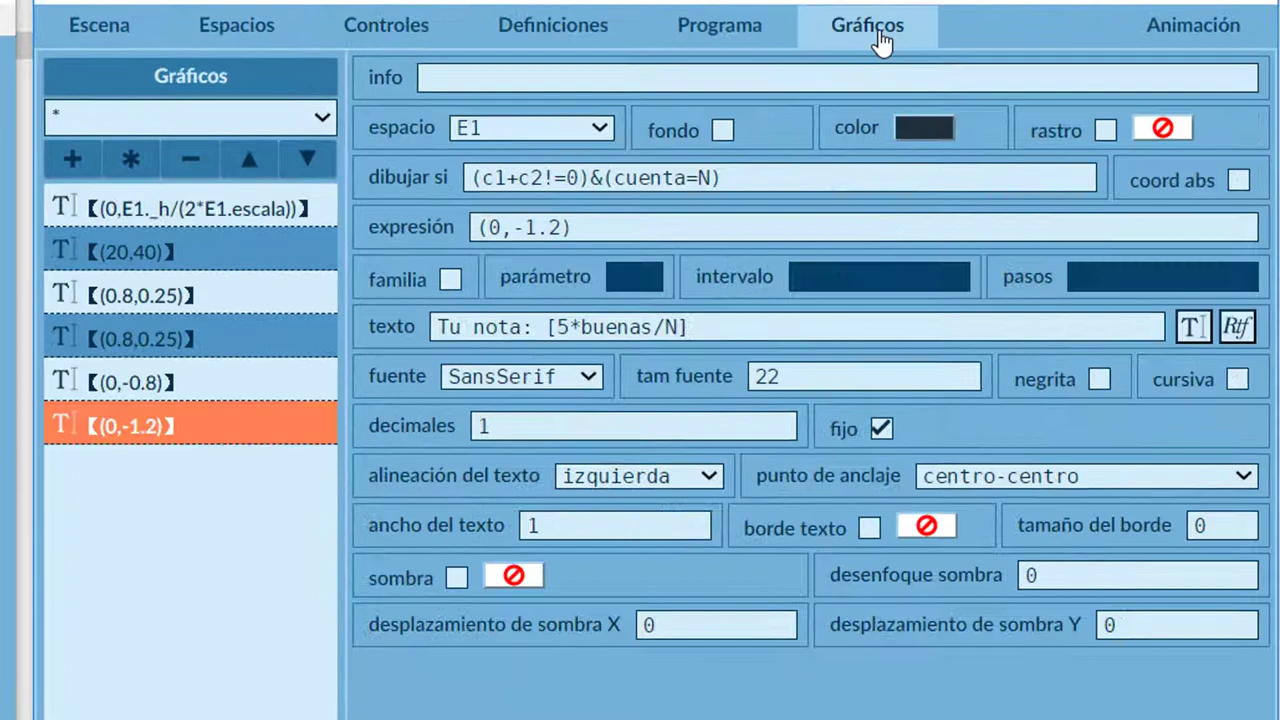 Escena Espacios Controles Definiciones Programa Gráficos Animación
Gráficos
*
T 【(0,E1._h/(2*E1.escala))】
T 【(20,40)】
T 【(0.8,0.25)】
T 【(0.8,0.25)】
T 【(0,-0.8)】
T 【(0,-1.2)】
info
espacio E1 fondo color rastro
dibujar si (c1+c2!=0)&(cuenta=N) coord abs
expresión (0,-1.2)
familia parámetro intervalo pasos
texto Tu nota: [5*buenas/N] T Rtf
fuente SansSerif tam fuente 22 negrita cursiva
decimales 1 fijo
alineación del texto izquierda punto de anclaje centro-centro
ancho del texto 1 borde texto tamaño del borde 0
sombra desenfoque sombra 0
desplazamiento de sombra X 0 desplazamiento de sombra Y 0